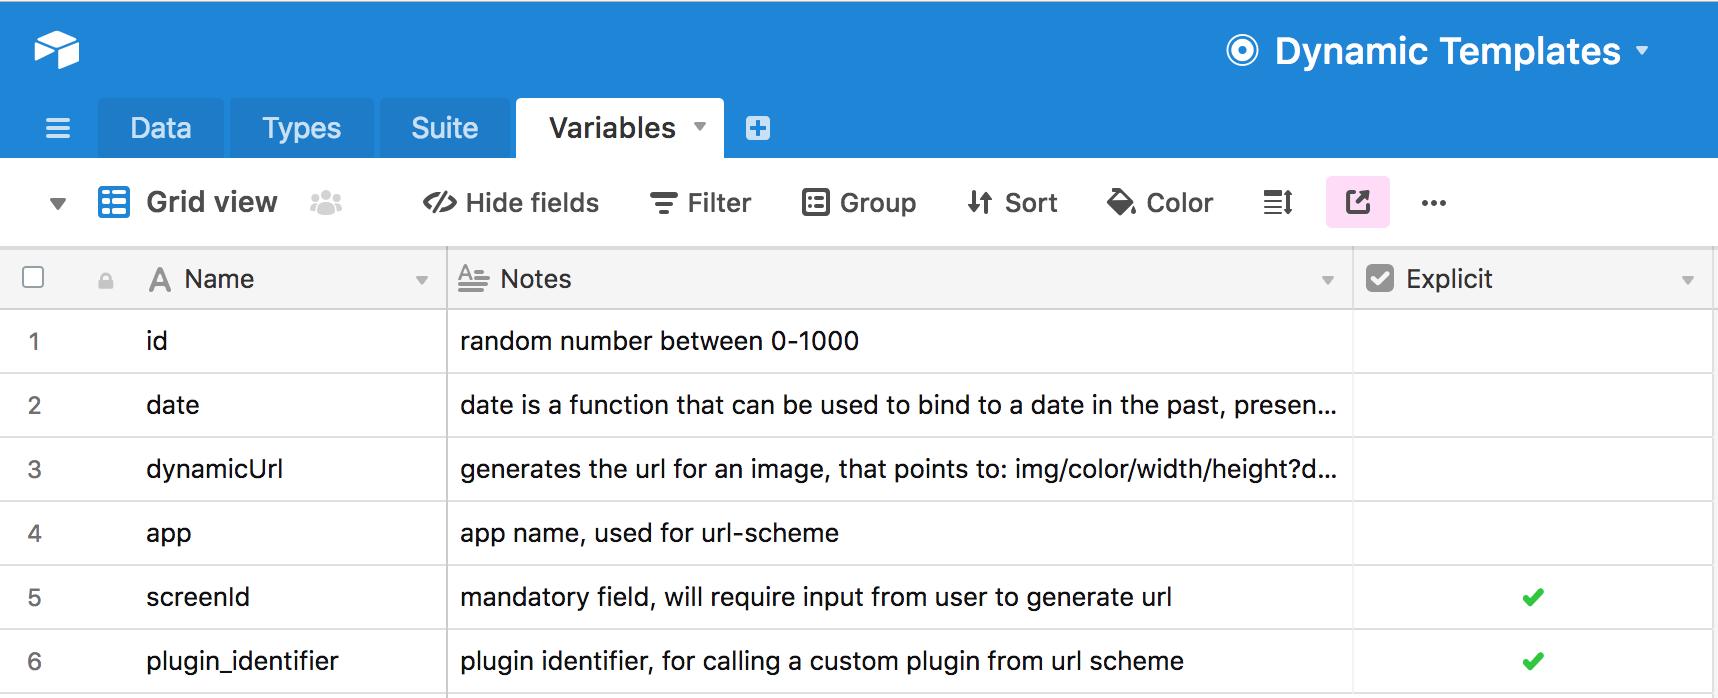 Dynamic Templates
Data Types Suite Variables
Grid view Hide fields Filter Group Sort Color
Name Notes Explicit
1 id random number between 0-1000
2 date date is a function that can be used to bind to a date in the past, presen...
3 dynamicUrl generates the url for an image, that points to: img/color/width/height?d...
4 app app name, used for url-scheme
5 screenId mandatory field, will require input from user to generate url
6 plugin_identifier plugin identifier, for calling a custom plugin from url scheme